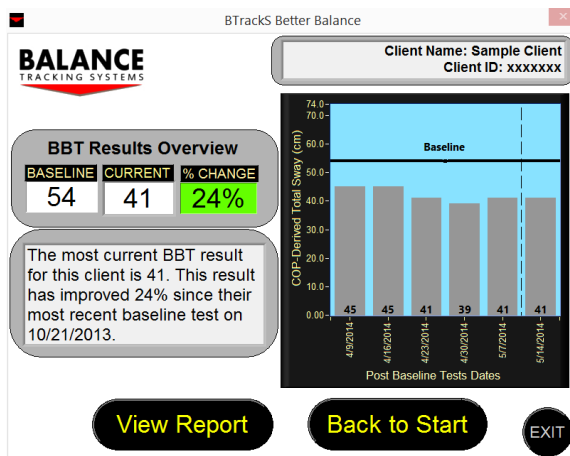 BTrackS Better Balance
BALANCE
TRACKING SYSTEMS
Client Name: Sample Client
Client ID: xxxxxxx
BBT Results Overview
BASELINE CURRENT % CHANGE
54 41 24%
The most current BBT result
for this client is 41. This result
has improved 24% since their
most recent baseline test on
10/21/2013.
COP-Derived Total Sway (cm)
74.0
70.0
60.0
50.0
40.0
30.0
20.0
10.0
0.00
Baseline
45 45 41 39 41 41
4/9/2014 4/16/2014 4/23/2014 4/30/2014 5/7/2014 5/14/2014
Post Baseline Tests Dates
View Report
Back to Start
EXIT